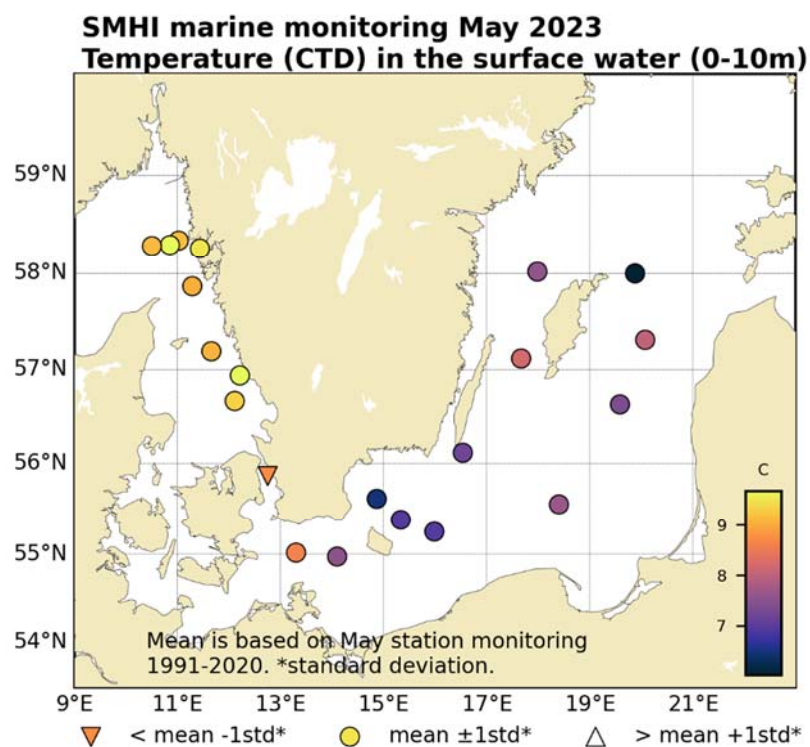 SMHI marine monitoring May 2023
Temperature (CTD) in the surface water (0-10m)
59°N
58°N
57°N
56°N
55°N
54°N
C
9
8
7
Mean is based on May station monitoring
1991-2020. *standard deviation.
9°E 11°E 13°E 15°E 17°E 19°E 21°E
< mean -1std* mean ±1std* > mean +1std*